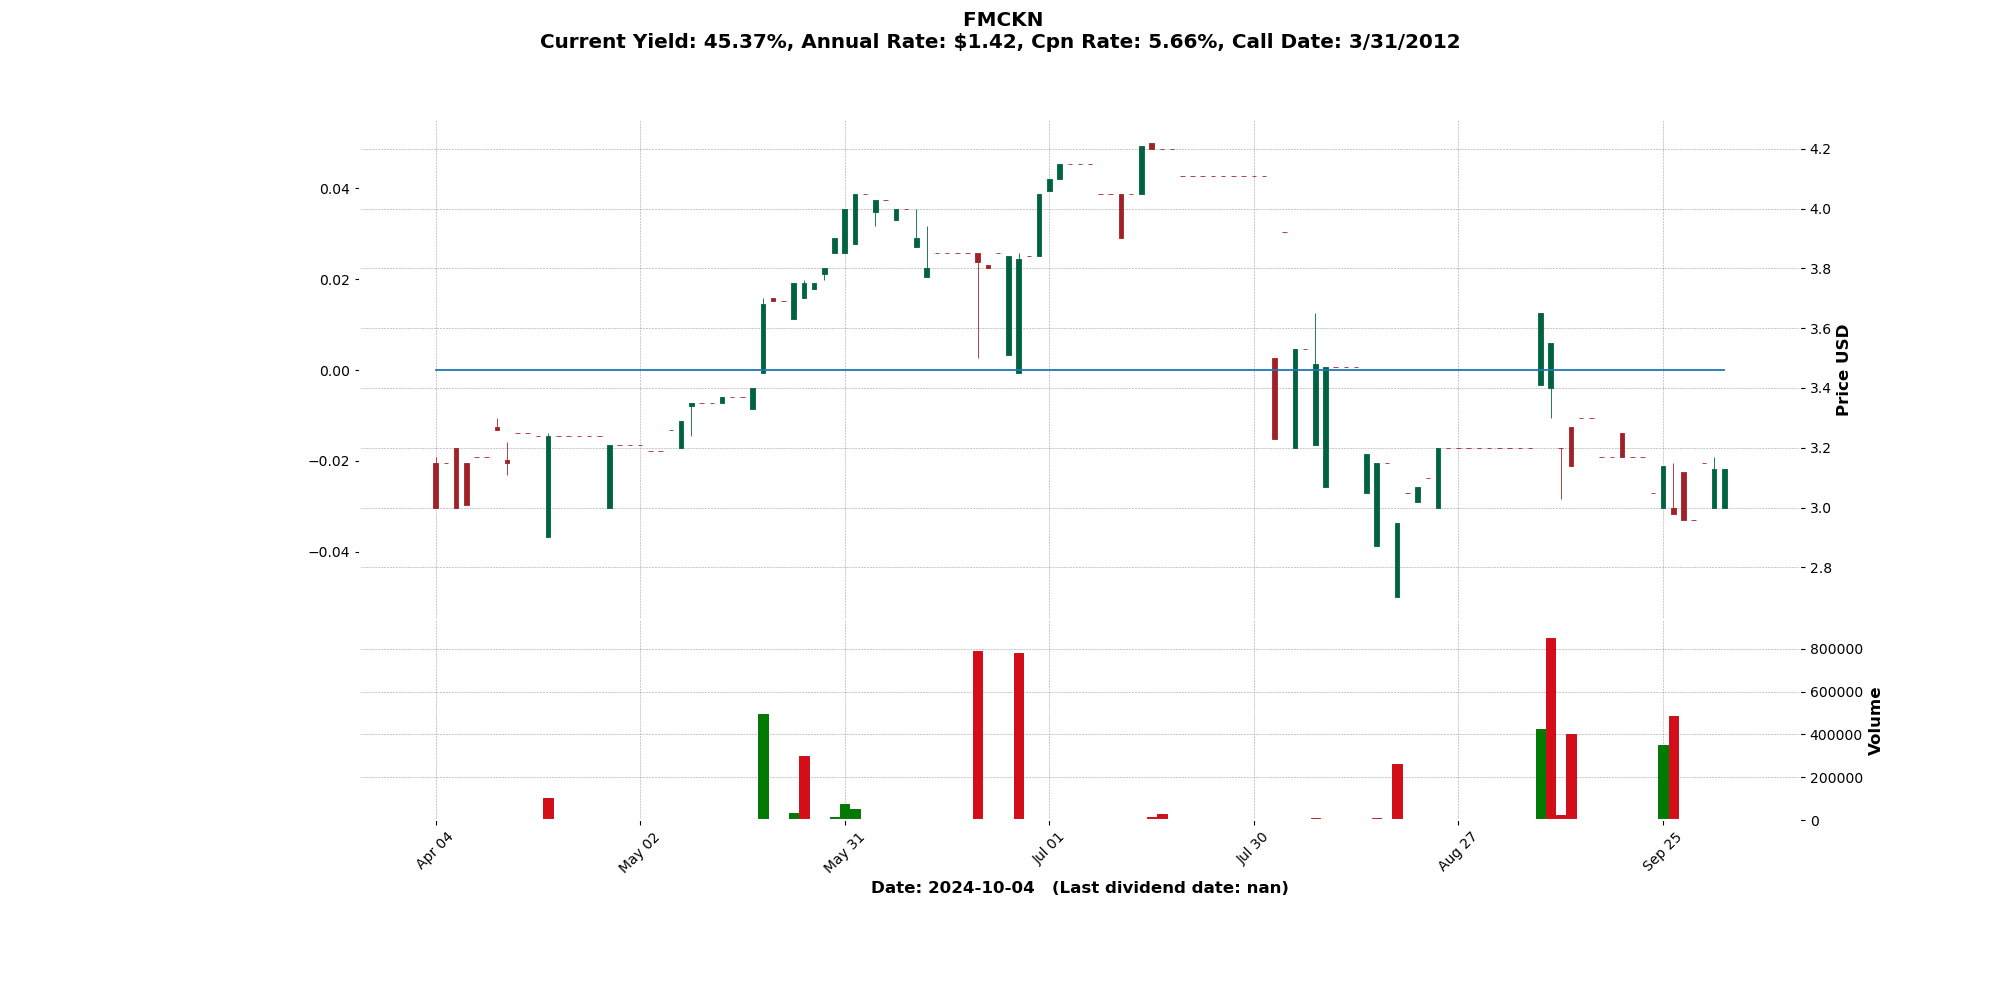 FMCKN
Current Yield: 45.37%, Annual Rate: $1.42, Cpn Rate: 5.66%, Call Date: 3/31/2012
0.04
0.02
0.00
−0.02
−0.04
4.2
4.0
3.8
3.6
3.4
3.2
3.0
2.8
Price USD
800000
600000
400000
200000
0
Volume
Apr 04
May 02
May 31
Jul 01
Jul 30
Aug 27
Sep 25
Date: 2024-10-04   (Last dividend date: nan)